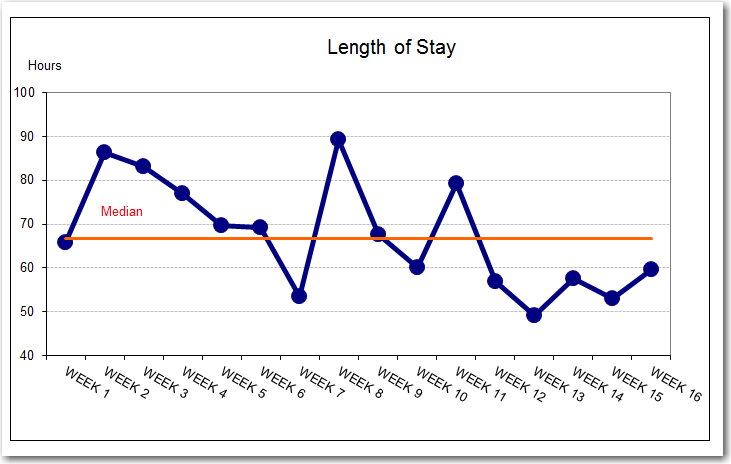 Length of Stay
Hours
100
90
80
70
60
50
40
Median
WEEK 1
WEEK 2
WEEK 3
WEEK 4
WEEK 5
WEEK 6
WEEK 7
WEEK 8
WEEK 9
WEEK 10
WEEK 11
WEEK 12
WEEK 13
WEEK 14
WEEK 15
WEEK 16